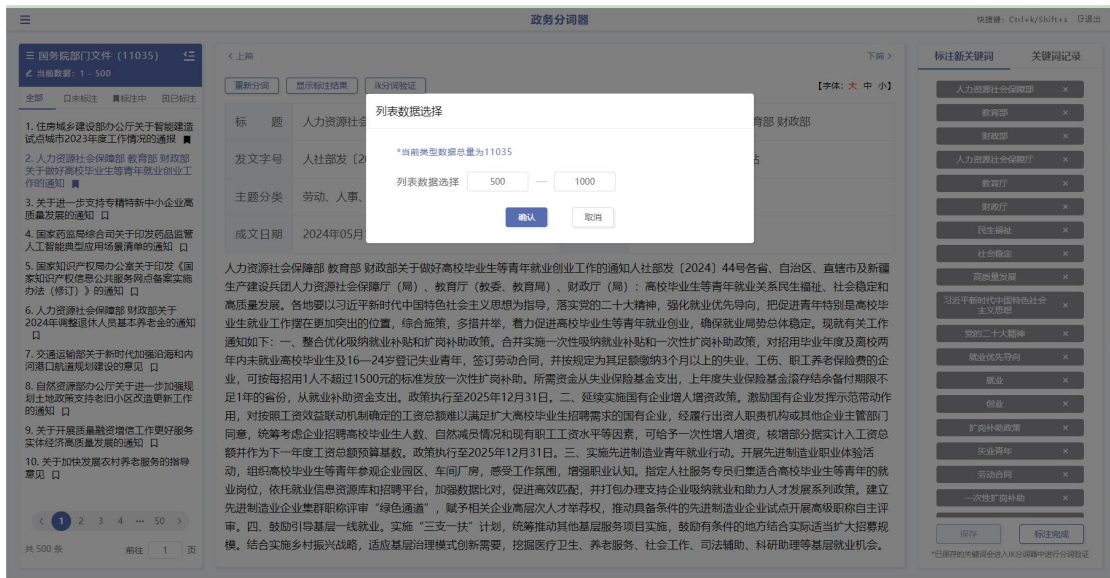 政务分词器
快捷键：Ctrl+k/Shift+s 退出
国务院部门文件（11035）
当前数据：1 - 500
全部 未标注 标注中 已标注
1. 住房城乡建设部办公厅关于智能建造
试点城市2023年度工作情况的通报
2. 人力资源社会保障部 教育部 财政部
关于做好高校毕业生等青年就业创业工
作的通知
3. 关于进一步支持专精特新中小企业高
质量发展的通知
4. 国家药监局综合司关于印发药品监管
人工智能典型应用场景清单的通知
5. 国家知识产权局办公室关于印发《国
家知识产权信息公共服务网点备案实施
办法（修订）》的通知
6. 人力资源社会保障部 财政部关于
2024年调整退休人员基本养老金的通知
7. 交通运输部关于新时代加强沿海和内
河港口航道规划建设的意见
8. 自然资源部办公厅关于进一步加强规
划土地政策支持老旧小区改造更新工作
的通知
9. 关于开展质量融资增信工作更好服务
实体经济高质量发展的通知
10. 关于加快发展农村养老服务的指导
意见
< 1 2 3 4 ··· 50 >
共 500 条 前往 1 页
< 上篇
下篇 >
重新分词 显示标注结果 Ik分词验证
【字体：大 中 小】
标 题 人力资源社会
育部 财政部
发文字号 人社部发〔20
主题分类 劳动、人事、
成文日期 2024年05月
列表数据选择
*当前类型数据总量为11035
列表数据选择 500 — 1000
确认 取消
人力资源社会保障部 教育部 财政部关于做好高校毕业生等青年就业创业工作的通知人社部发〔2024〕44号各省、自治区、直辖市及新疆
生产建设兵团人力资源社会保障厅（局）、教育厅（教委、教育局）、财政厅（局）：高校毕业生等青年就业关系民生福祉、社会稳定和
高质量发展。各地要以习近平新时代中国特色社会主义思想为指导，落实党的二十大精神，强化就业优先导向，把促进青年特别是高校毕
业生就业工作摆在更加突出的位置，综合施策，多措并举，着力促进高校毕业生等青年就业创业，确保就业局势总体稳定。现就有关工作
通知如下：一、整合优化吸纳就业补贴和扩岗补助政策。合并实施一次性吸纳就业补贴和一次性扩岗补助政策，对招用毕业年度及离校两
年内未就业高校毕业生及16—24岁登记失业青年，签订劳动合同，并按规定为其足额缴纳3个月以上的失业、工伤、职工养老保险费的企
业，可按每招用1人不超过1500元的标准发放一次性扩岗补助。所需资金从失业保险基金支出，上年度失业保险基金滚存结余备付期限不
足1年的省份，从就业补助资金支出。政策执行至2025年12月31日。二、延续实施国有企业增人增资政策。激励国有企业发挥示范带动作
用，对按照工资效益联动机制确定的工资总额难以满足扩大高校毕业生招聘需求的国有企业，经履行出资人职责机构或其他企业主管部门
同意，统筹考虑企业招聘高校毕业生人数、自然减员情况和现有职工工资水平等因素，可给予一次性增人增资，核增部分据实计入工资总
额并作为下一年度工资总额预算基数。政策执行至2025年12月31日。三、实施先进制造业青年就业行动。开展先进制造业职业体验活
动，组织高校毕业生等青年参观企业园区、车间厂房，感受工作氛围，增强职业认知。指定人社服务专员归集适合高校毕业生等青年的就
业岗位，依托就业信息资源库和招聘平台，加强数据比对，促进高效匹配，并打包办理支持企业吸纳就业和助力人才发展系列政策。建立
先进制造业企业集群职称评审“绿色通道”，赋予相关企业高层次人才举荐权，推动具备条件的先进制造业企业试点开展高级职称自主评
审。四、鼓励引导基层一线就业。实施“三支一扶”计划，统筹推动其他基层服务项目实施，鼓励有条件的地方结合实际适当扩大招募规
模。结合实施乡村振兴战略，适应基层治理模式创新需要，挖掘医疗卫生、养老服务、社会工作、司法辅助、科研助理等基层就业机会。
标注新关键词 关键词记录
人力资源社会保障部 ×
教育部 ×
财政部 ×
人力资源社会保障厅 ×
教育厅 ×
财政厅 ×
民生福祉 ×
社会稳定 ×
高质量发展 ×
习近平新时代中国特色社会
主义思想 ×
党的二十大精神 ×
就业优先导向 ×
就业 ×
创业 ×
扩岗补助政策 ×
失业青年 ×
劳动合同 ×
一次性扩岗补助 ×
保存 标注完成
*已保存的关键词会进入IK分词器中进行分词验证